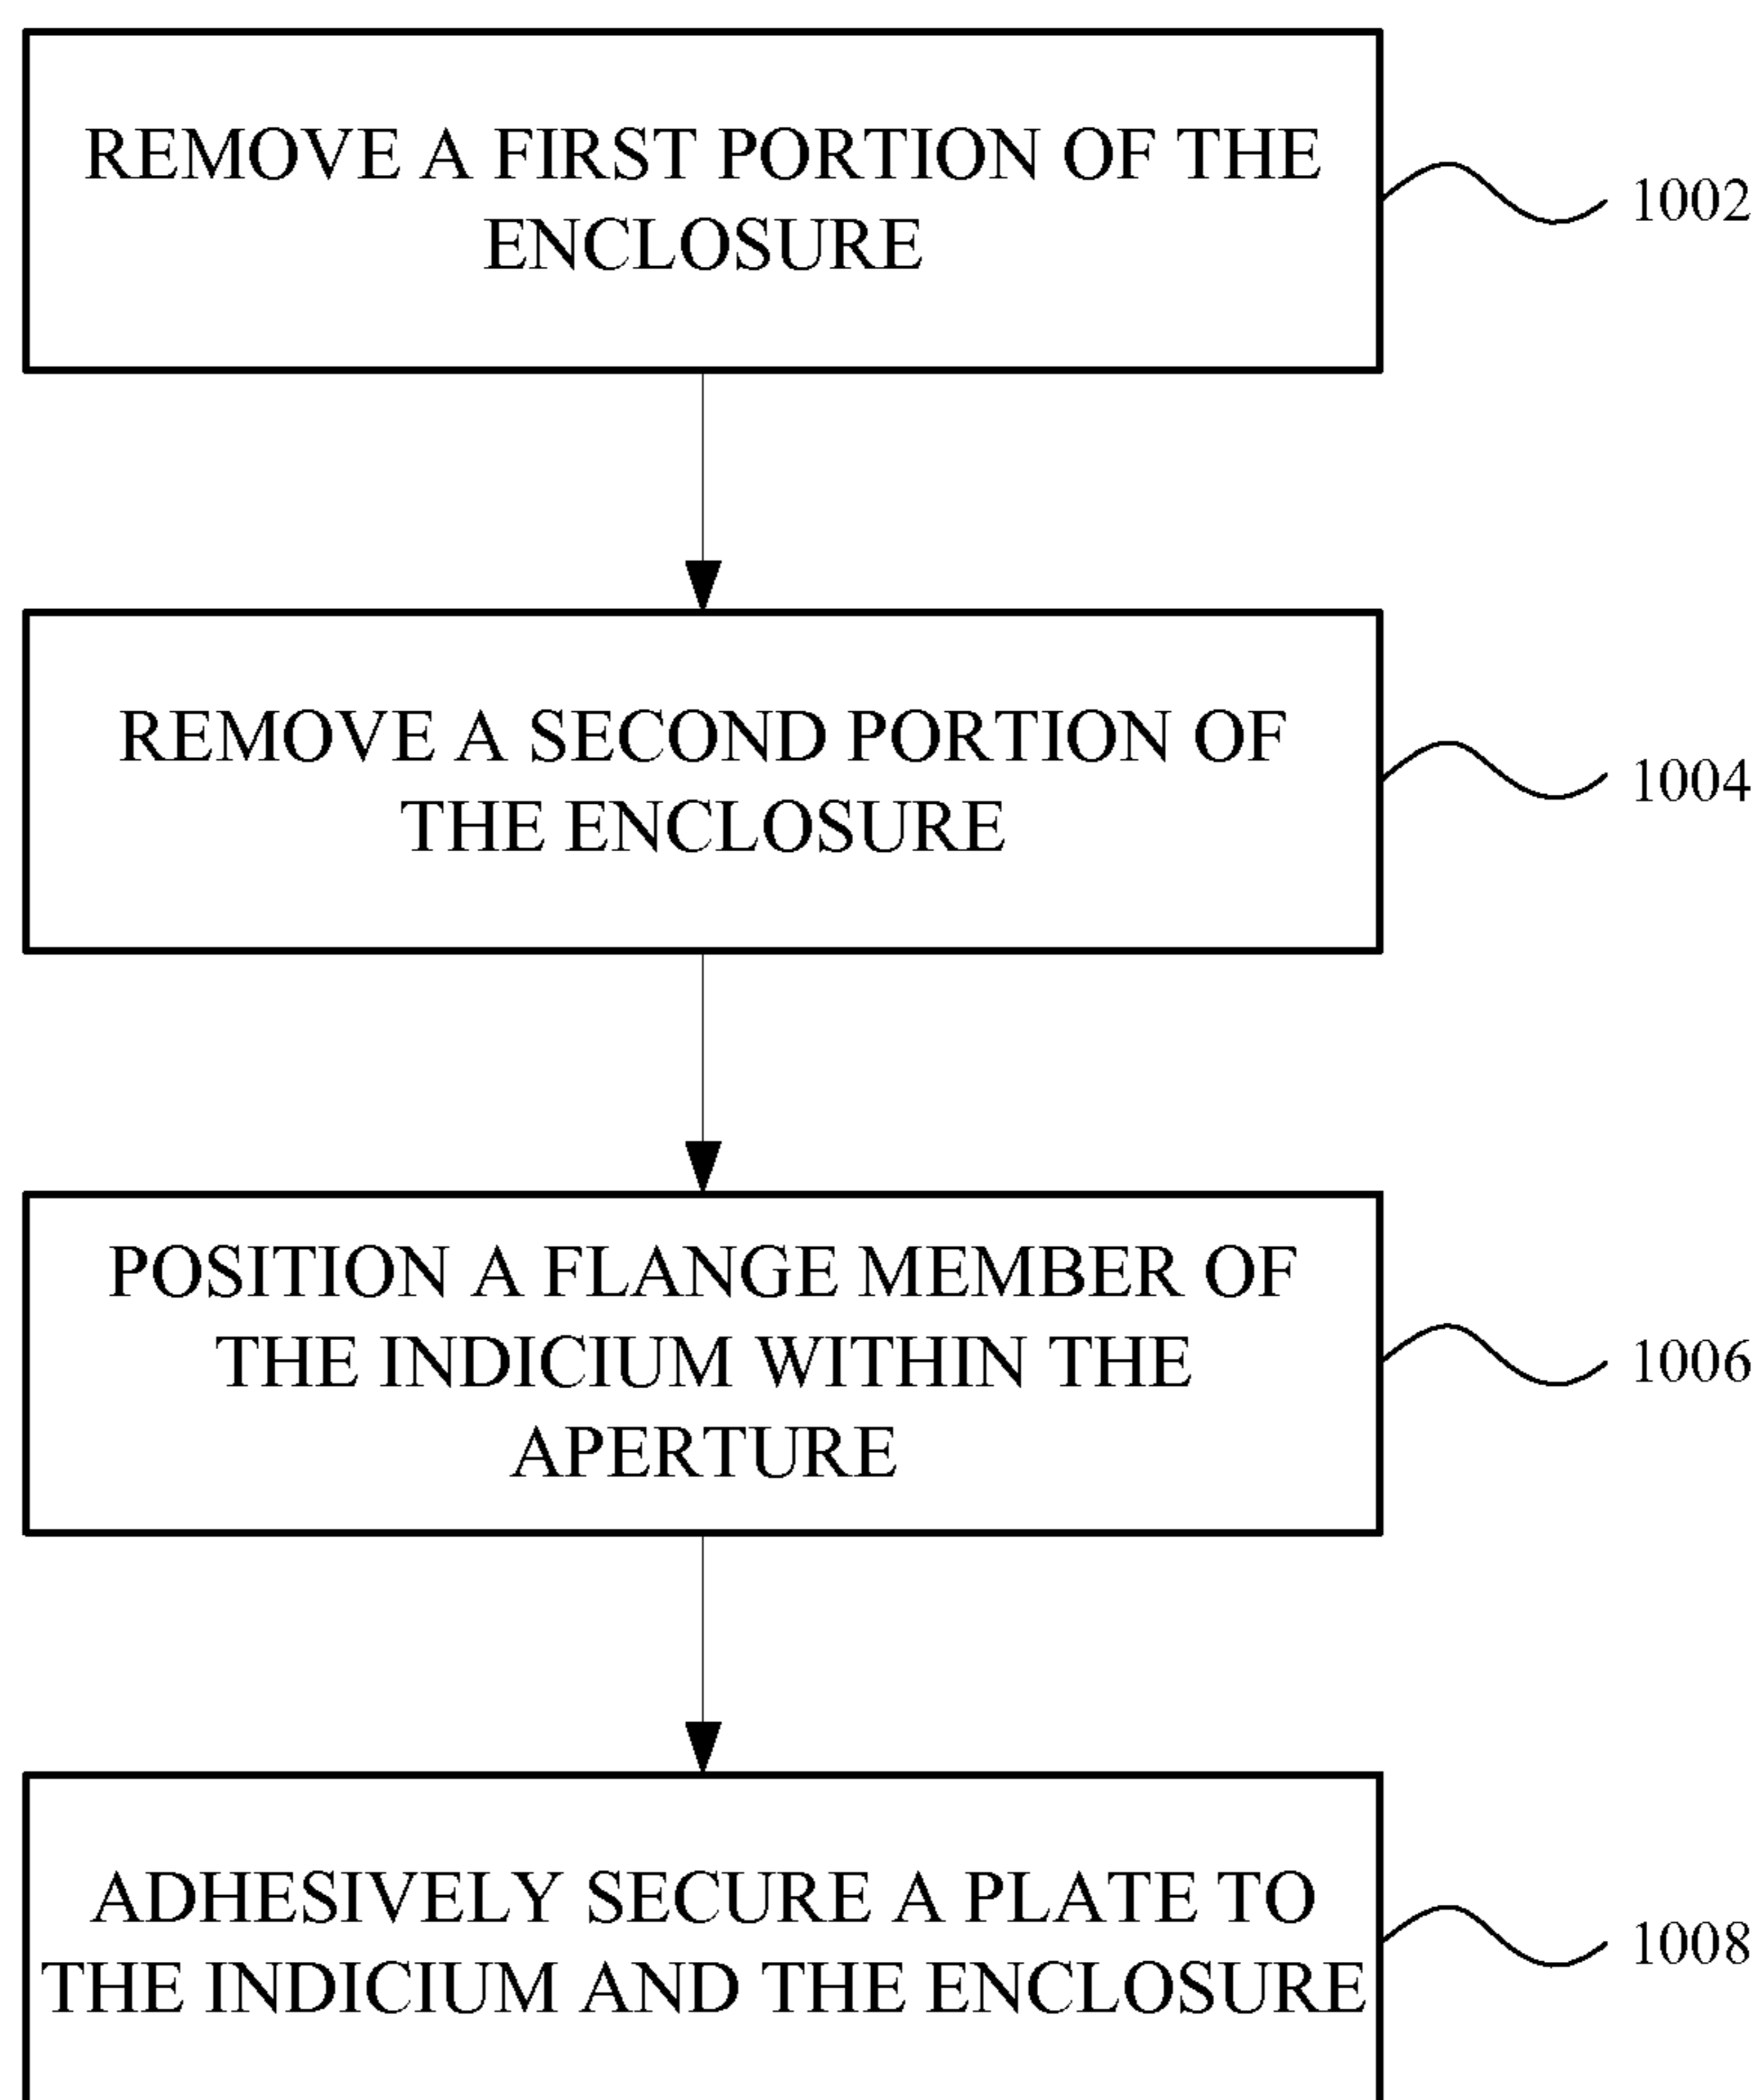 REMOVE A FIRST PORTION OF THE
ENCLOSURE
1002
REMOVE A SECOND PORTION OF
THE ENCLOSURE
1004
POSITION A FLANGE MEMBER OF
THE INDICIUM WITHIN THE
APERTURE
1006
ADHESIVELY SECURE A PLATE TO
THE INDICIUM AND THE ENCLOSURE
1008